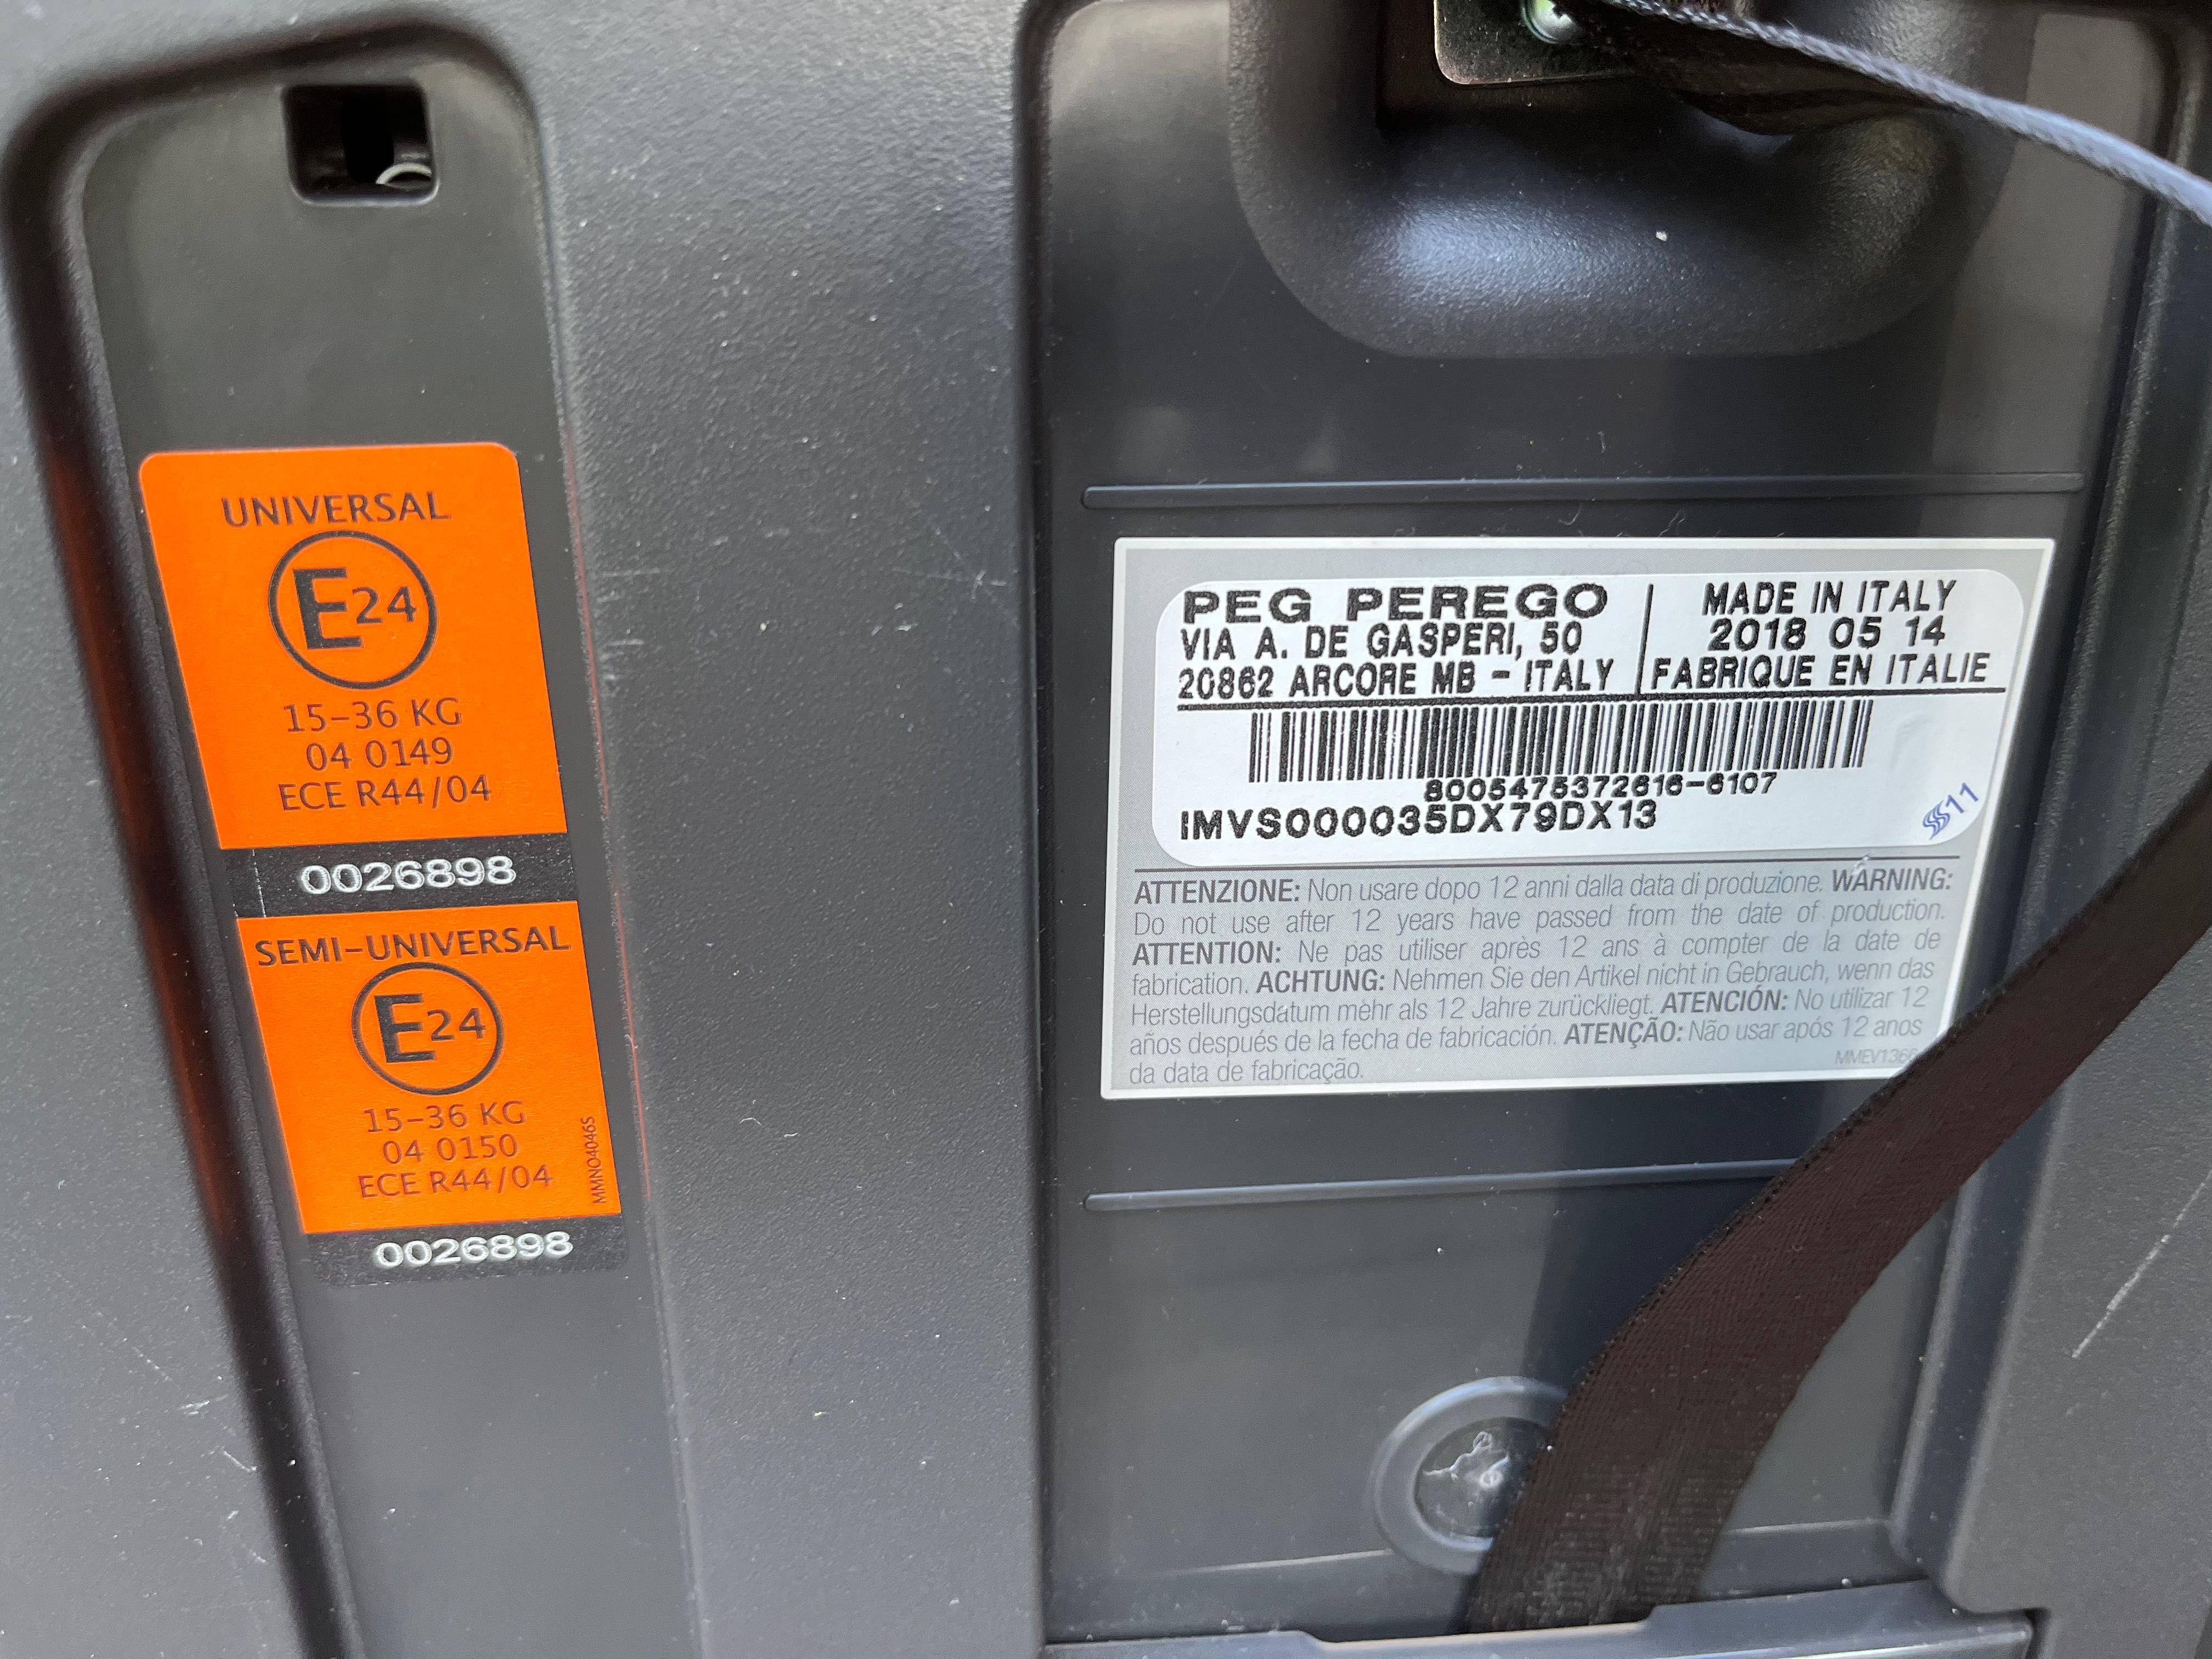 UNIVERSAL
E24
15-36 KG
04 0149
ECE R44/04
0026898
SEMI-UNIVERSAL
E24
15-36 KG
04 0150
ECE R44/04
MMNO4046S
0026898
PEG PEREGO
VIA A. DE GASPERI, 50
20862 ARCORE MB - ITALY
MADE IN ITALY
2018 05 14
FABRIQUE EN ITALIE
8005475372616-6107
IMVS000035DX79DX13
SS11
ATTENZIONE: Non usare dopo 12 anni dalla data di produzione. WARNING:
Do not use after 12 years have passed from the date of production.
ATTENTION: Ne pas utiliser après 12 ans à compter de la date de
fabrication. ACHTUNG: Nehmen Sie den Artikel nicht in Gebrauch, wenn das
Herstellungsdatum mehr als 12 Jahre zurückliegt. ATENCIÓN: No utilizar 12
años después de la fecha de fabricación. ATENÇÃO: Não usar após 12 anos
da data de fabricação.